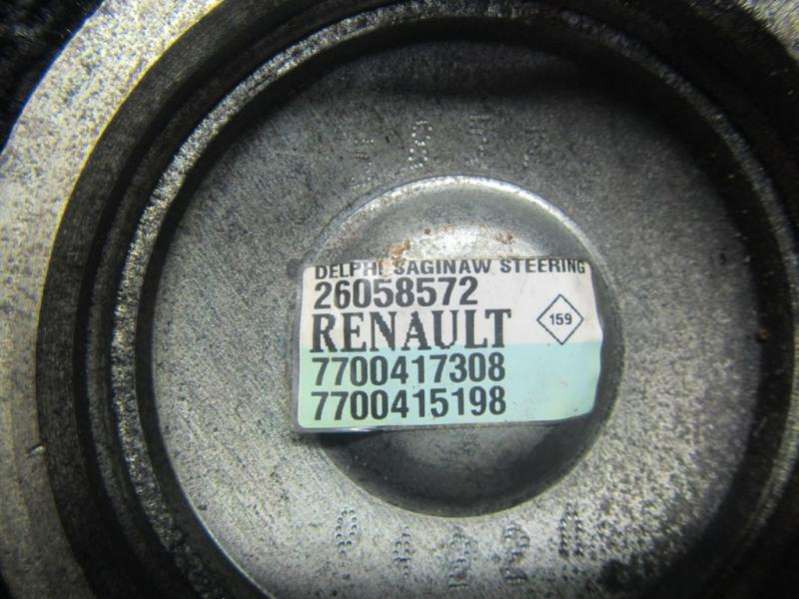 DELPHI SAGINAW STEERING
26058572
RENAULT
159
7700417308
7700415198